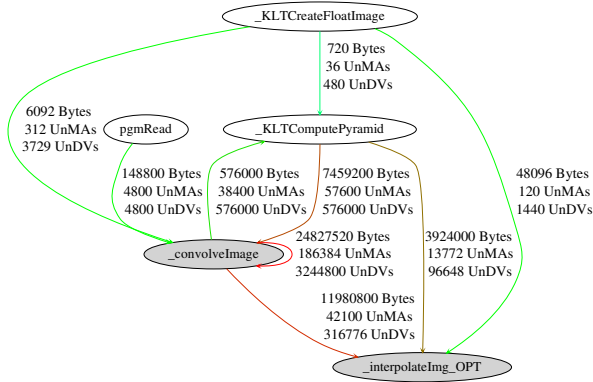 _KLTCreateFloatImage
720 Bytes
36 UnMAs
480 UnDVs
6092 Bytes
312 UnMAs
3729 UnDVs
pgmRead
_KLTComputePyramid
148800 Bytes
4800 UnMAs
4800 UnDVs
576000 Bytes
38400 UnMAs
576000 UnDVs
7459200 Bytes
57600 UnMAs
576000 UnDVs
48096 Bytes
120 UnMAs
1440 UnDVs
_convolveImage
24827520 Bytes
186384 UnMAs
3244800 UnDVs
3924000 Bytes
13772 UnMAs
96648 UnDVs
11980800 Bytes
42100 UnMAs
316776 UnDVs
_interpolateImg_OPT